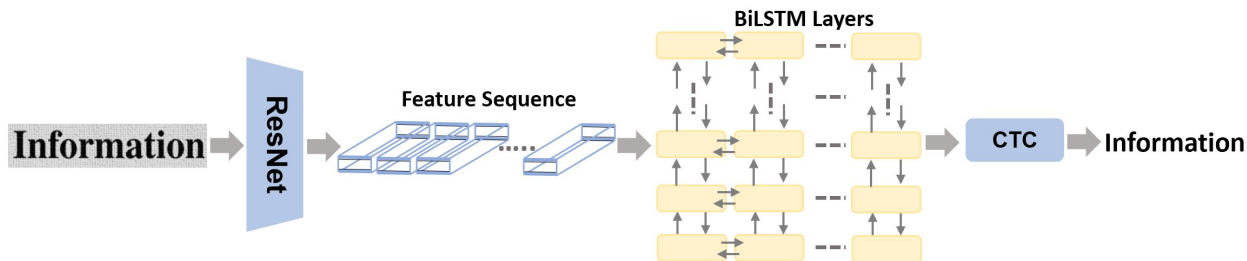 BiLSTM Layers
Feature Sequence
Information
ResNet
CTC
Information